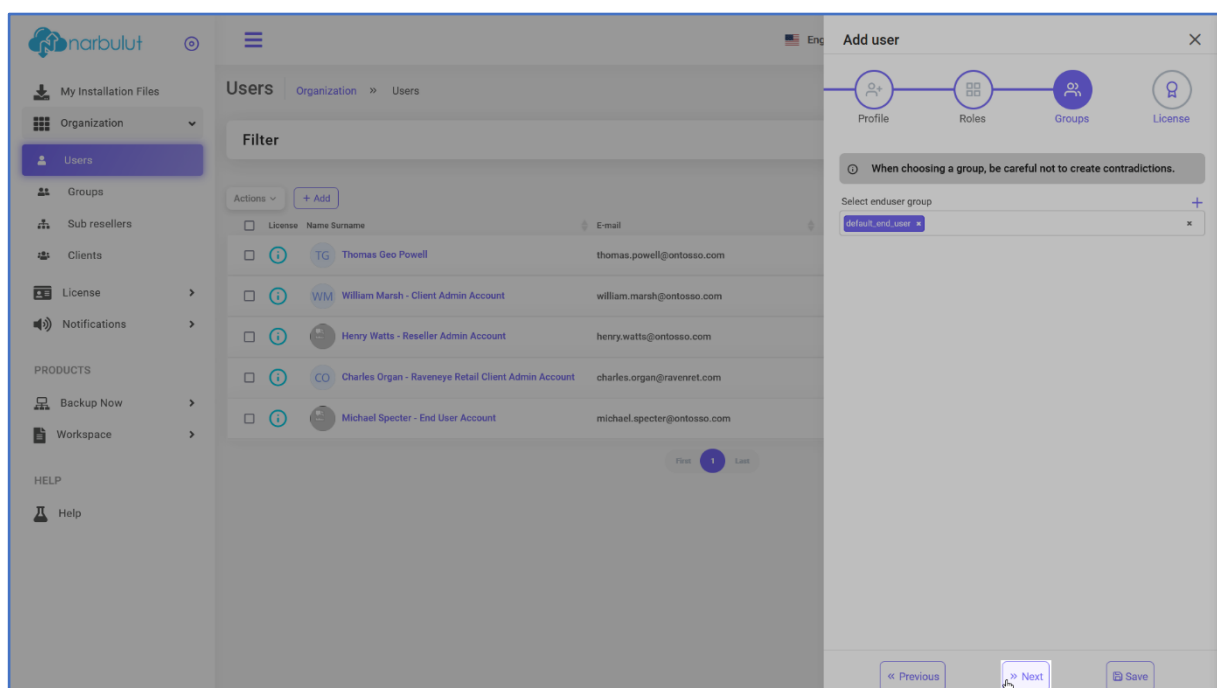 narbulut
My Installation Files
Organization
Users
Groups
Sub resellers
Clients
License
Notifications
PRODUCTS
Backup Now
Workspace
HELP
Help
Eng
Users Organization » Users
Filter
Actions + Add
License Name Surname E-mail
TG Thomas Geo Powell thomas.powell@ontosso.com
WM William Marsh - Client Admin Account william.marsh@ontosso.com
Henry Watts - Reseller Admin Account henry.watts@ontosso.com
CO Charles Organ - Raveneye Retail Client Admin Account charles.organ@ravenret.com
Michael Specter - End User Account michael.specter@ontosso.com
First 1 Last
Add user
Profile Roles Groups License
When choosing a group, be careful not to create contradictions.
Select enduser group
default_end_user
« Previous » Next Save